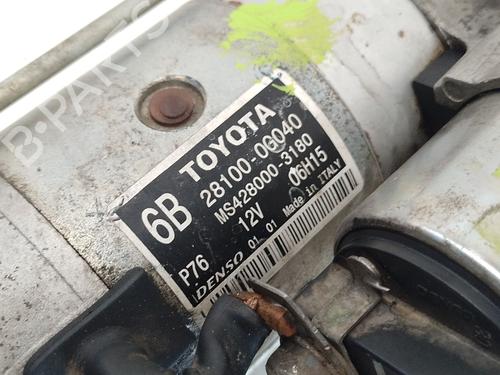 B-PARTS
TOYOTA
6B
28100-0G040
MS428000-3180
12V
06H15
P76
DENSO
01
01
Made in ITALY